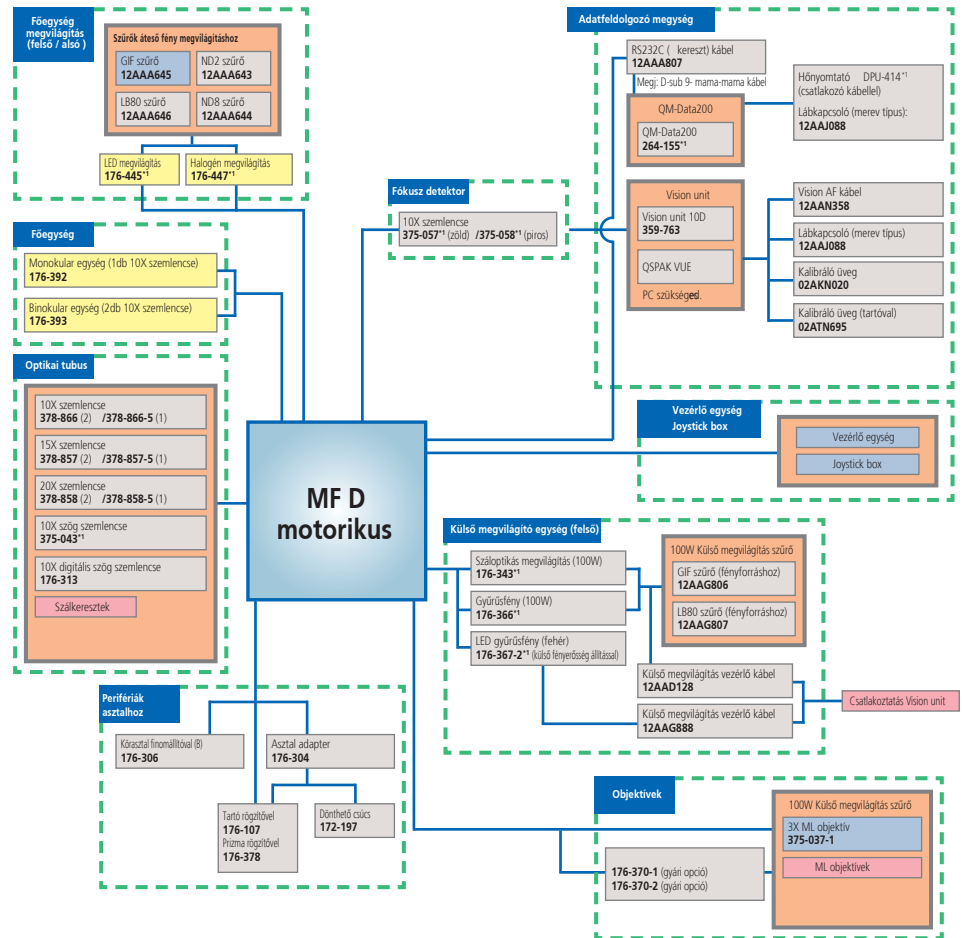 Főegység
megvilágítás
(felső / alsó )
Szűrők áteső fény megvilágításhoz
GIF szűrő
12AAA645
ND2 szűrő
12AAA643
LB80 szűrő
12AAA646
ND8 szűrő
12AAA644
LED megvilágítás
176-445*1
Halogén megvilágítás
176-447*1
Főegység
Monokular egység (1db 10X szemlencse)
176-392
Binokular egység (2db 10X szemlencse)
176-393
Optikai tubus
10X szemlencse
378-866 (2) /378-866-5 (1)
15X szemlencse
378-857 (2) /378-857-5 (1)
20X szemlencse
378-858 (2) /378-858-5 (1)
10X szög szemlencse
375-043*1
10X digitális szög szemlencse
176-313
Szálkeresztek
MF D
motorikus
Fókusz detektor
10X szemlencse
375-057*1 (zöld) /375-058*1 (piros)
Adatfeldolgozó megység
RS232C ( kereszt) kábel
12AAA807
Megj: D-sub 9- mama-mama kábel
QM-Data200
QM-Data200
264-155*1
Hőnyomtató DPU-414*1
(csatlakozó kábellel)
Lábkapcsoló (merev típus):
12AAJ088
Vision unit
Vision unit 10D
359-763
QSPAK VUE
PC szükséged.
Vision AF kábel
12AAN358
Lábkapcsoló (merev típus)
12AAJ088
Kalibráló üveg
02AKN020
Kalibráló üveg (tartóval)
02ATN695
Vezérlő egység
Joystick box
Vezérlő egység
Joystick box
Külső megvilágító egység (felső)
Száloptikás megvilágítás (100W)
176-343*1
Gyűrűsfény (100W)
176-366*1
LED gyűrűsfény (fehér)
176-367-2*1 (külső fényerősség állítással)
100W Külső megvilágítás szűrő
GIF szűrő (fényforráshoz)
12AAG806
LB80 szűrő (fényforráshoz)
12AAG807
Külső megvilágítás vezérlő kábel
12AAD128
Külső megvilágítás vezérlő kábel
12AAG888
Csatlakoztatás Vision unit
Perifériák
asztalhoz
Körasztal finomállítóval (B)
176-306
Asztal adapter
176-304
Tartó rögzítővel
176-107
Prizma rögzítővel
176-378
Dönthető csúcs
172-197
Objektívek
176-370-1 (gyári opció)
176-370-2 (gyári opció)
100W Külső megvilágítás szűrő
3X ML objektív
375-037-1
ML objektívek